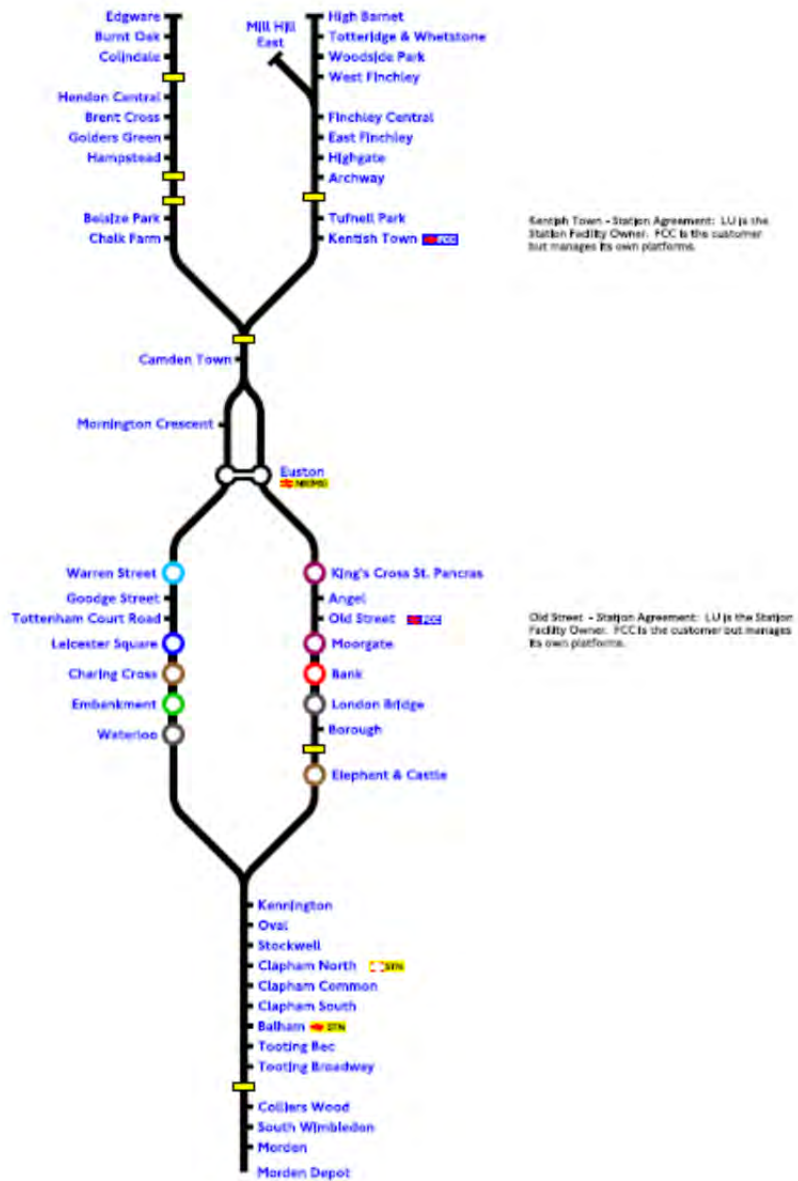 Edgware
Burnt Oak
Colindale
Hendon Central
Brent Cross
Golders Green
Hampstead
Belsize Park
Chalk Farm
Mill Hill
East
High Barnet
Totteridge & Whetstone
Woodside Park
West Finchley
Finchley Central
East Finchley
Highgate
Archway
Tufnell Park
Kentish Town FCC
Kentish Town - Station Agreement: LU is the
Station Facility Owner. FCC is the customer
but manages its own platforms.
Camden Town
Mornington Crescent
Euston
Warren Street
Goodge Street
Tottenham Court Road
Leicester Square
Charing Cross
Embankment
Waterloo
King's Cross St. Pancras
Angel
Old Street FCC
Moorgate
Bank
London Bridge
Borough
Elephant & Castle
Old Street - Station Agreement: LU is the Station
Facility Owner. FCC is the customer but manages
its own platforms.
Kennington
Oval
Stockwell
Clapham North STN
Clapham Common
Clapham South
Balham STN
Tooting Bec
Tooting Broadway
Colliers Wood
South Wimbledon
Morden
Morden Depot